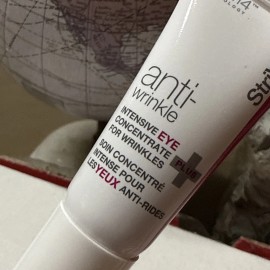 anti-
wrinkle
INTENSIVE EYE
CONCENTRATE
FOR WRINKLES
PLUS
SOIN CONCENTRÉ
INTENSE POUR
LES YEUX ANTI-RIDES